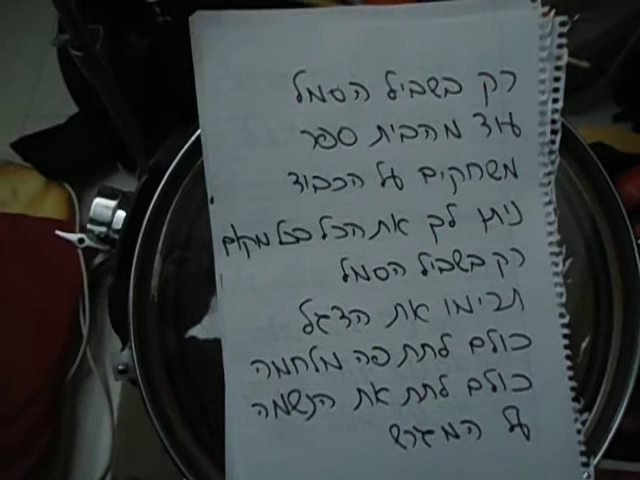 רק בשביל הסמל
עוד מהבית ספר
משחקים על הכבוד
ניתן לך את הכל בכל מקום
רק בשביל הסמל
תרימו את הדגל
כולם לתת פה מלחמה
כולם לתת את הנשמה
על המגרש